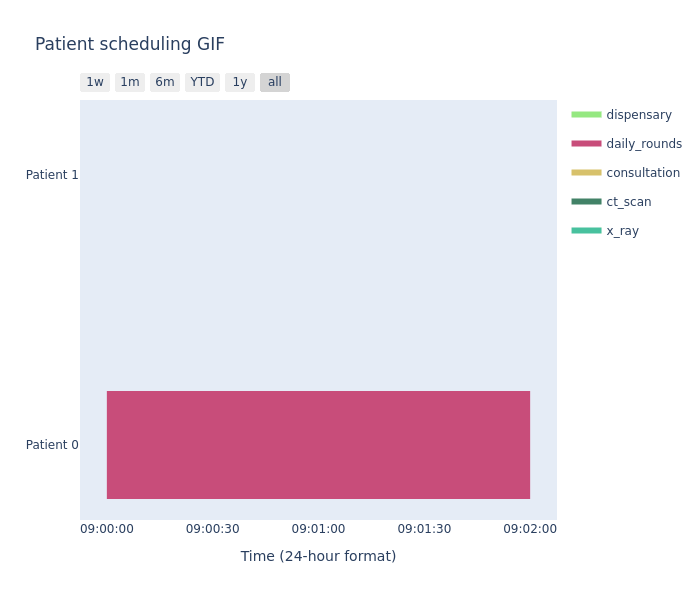 Patient scheduling GIF
1w 1m 6m YTD 1y all
dispensary
daily_rounds
consultation
ct_scan
x_ray
Patient 1
Patient 0
09:00:00 09:00:30 09:01:00 09:01:30 09:02:00
Time (24-hour format)